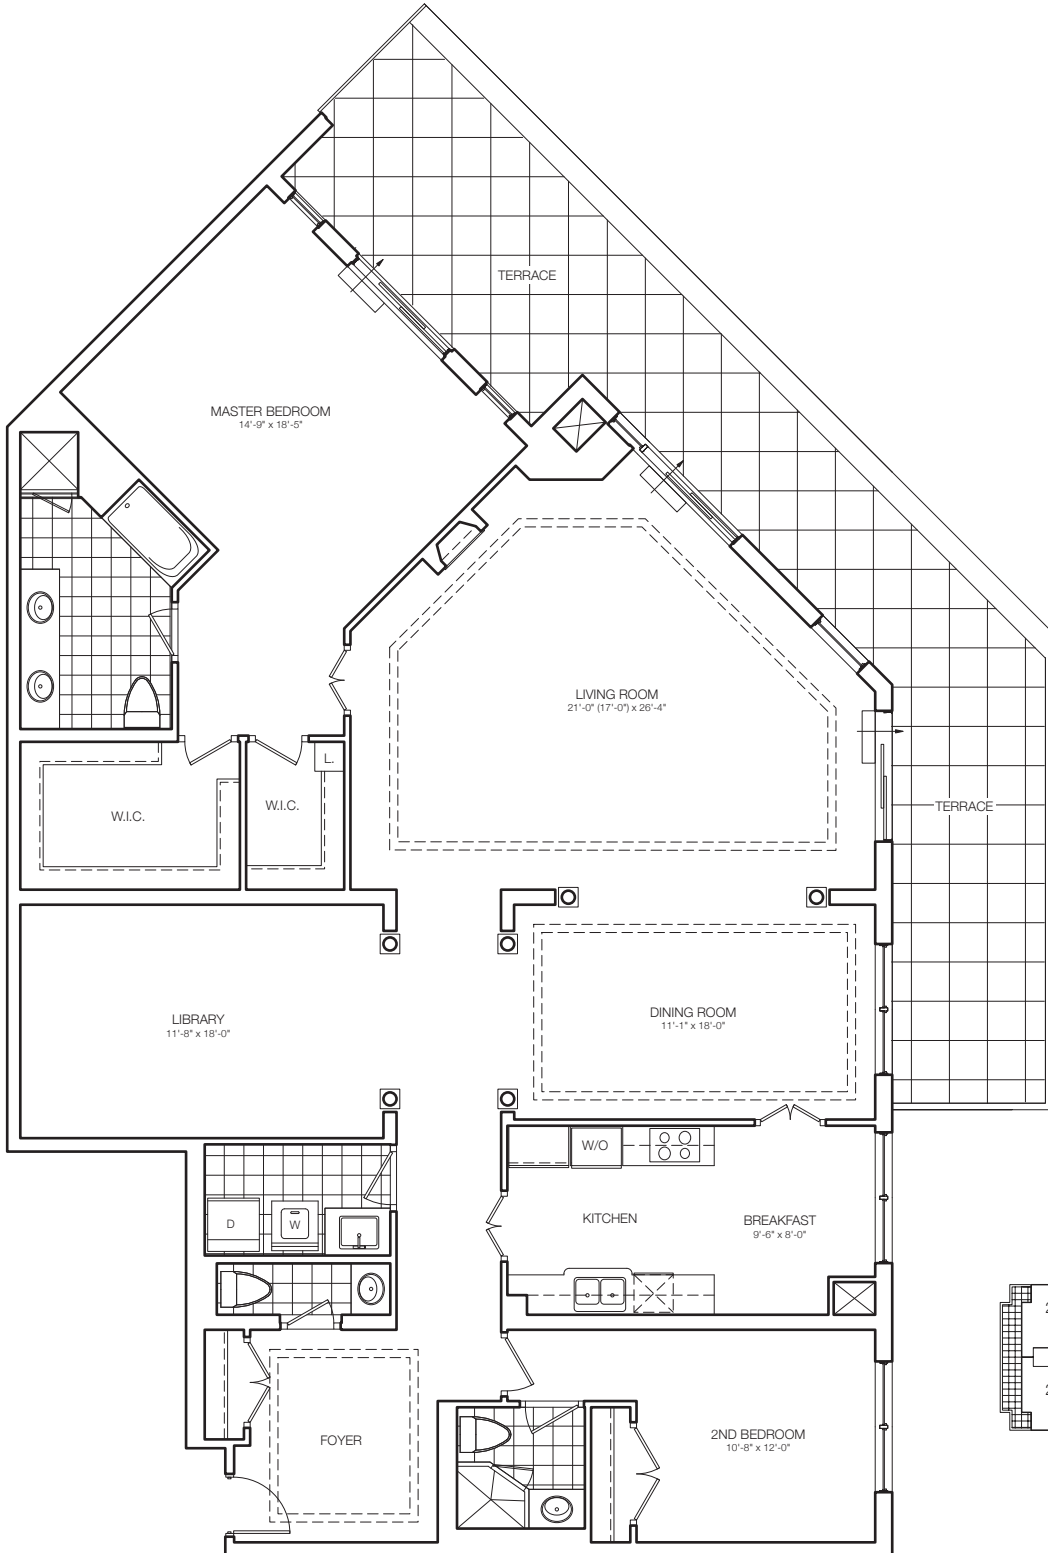 TERRACE
MASTER BEDROOM
14'-9" x 18'-5"
LIVING ROOM
21'-0" (17'-0") x 26'-4"
L.
W.I.C.
W.I.C.
TERRACE
LIBRARY
11'-8" x 18'-0"
DINING ROOM
11'-1" x 18'-0"
W/O
D
W
KITCHEN
BREAKFAST
9'-6" x 8'-0"
FOYER
2ND BEDROOM
10'-8" x 12'-0"